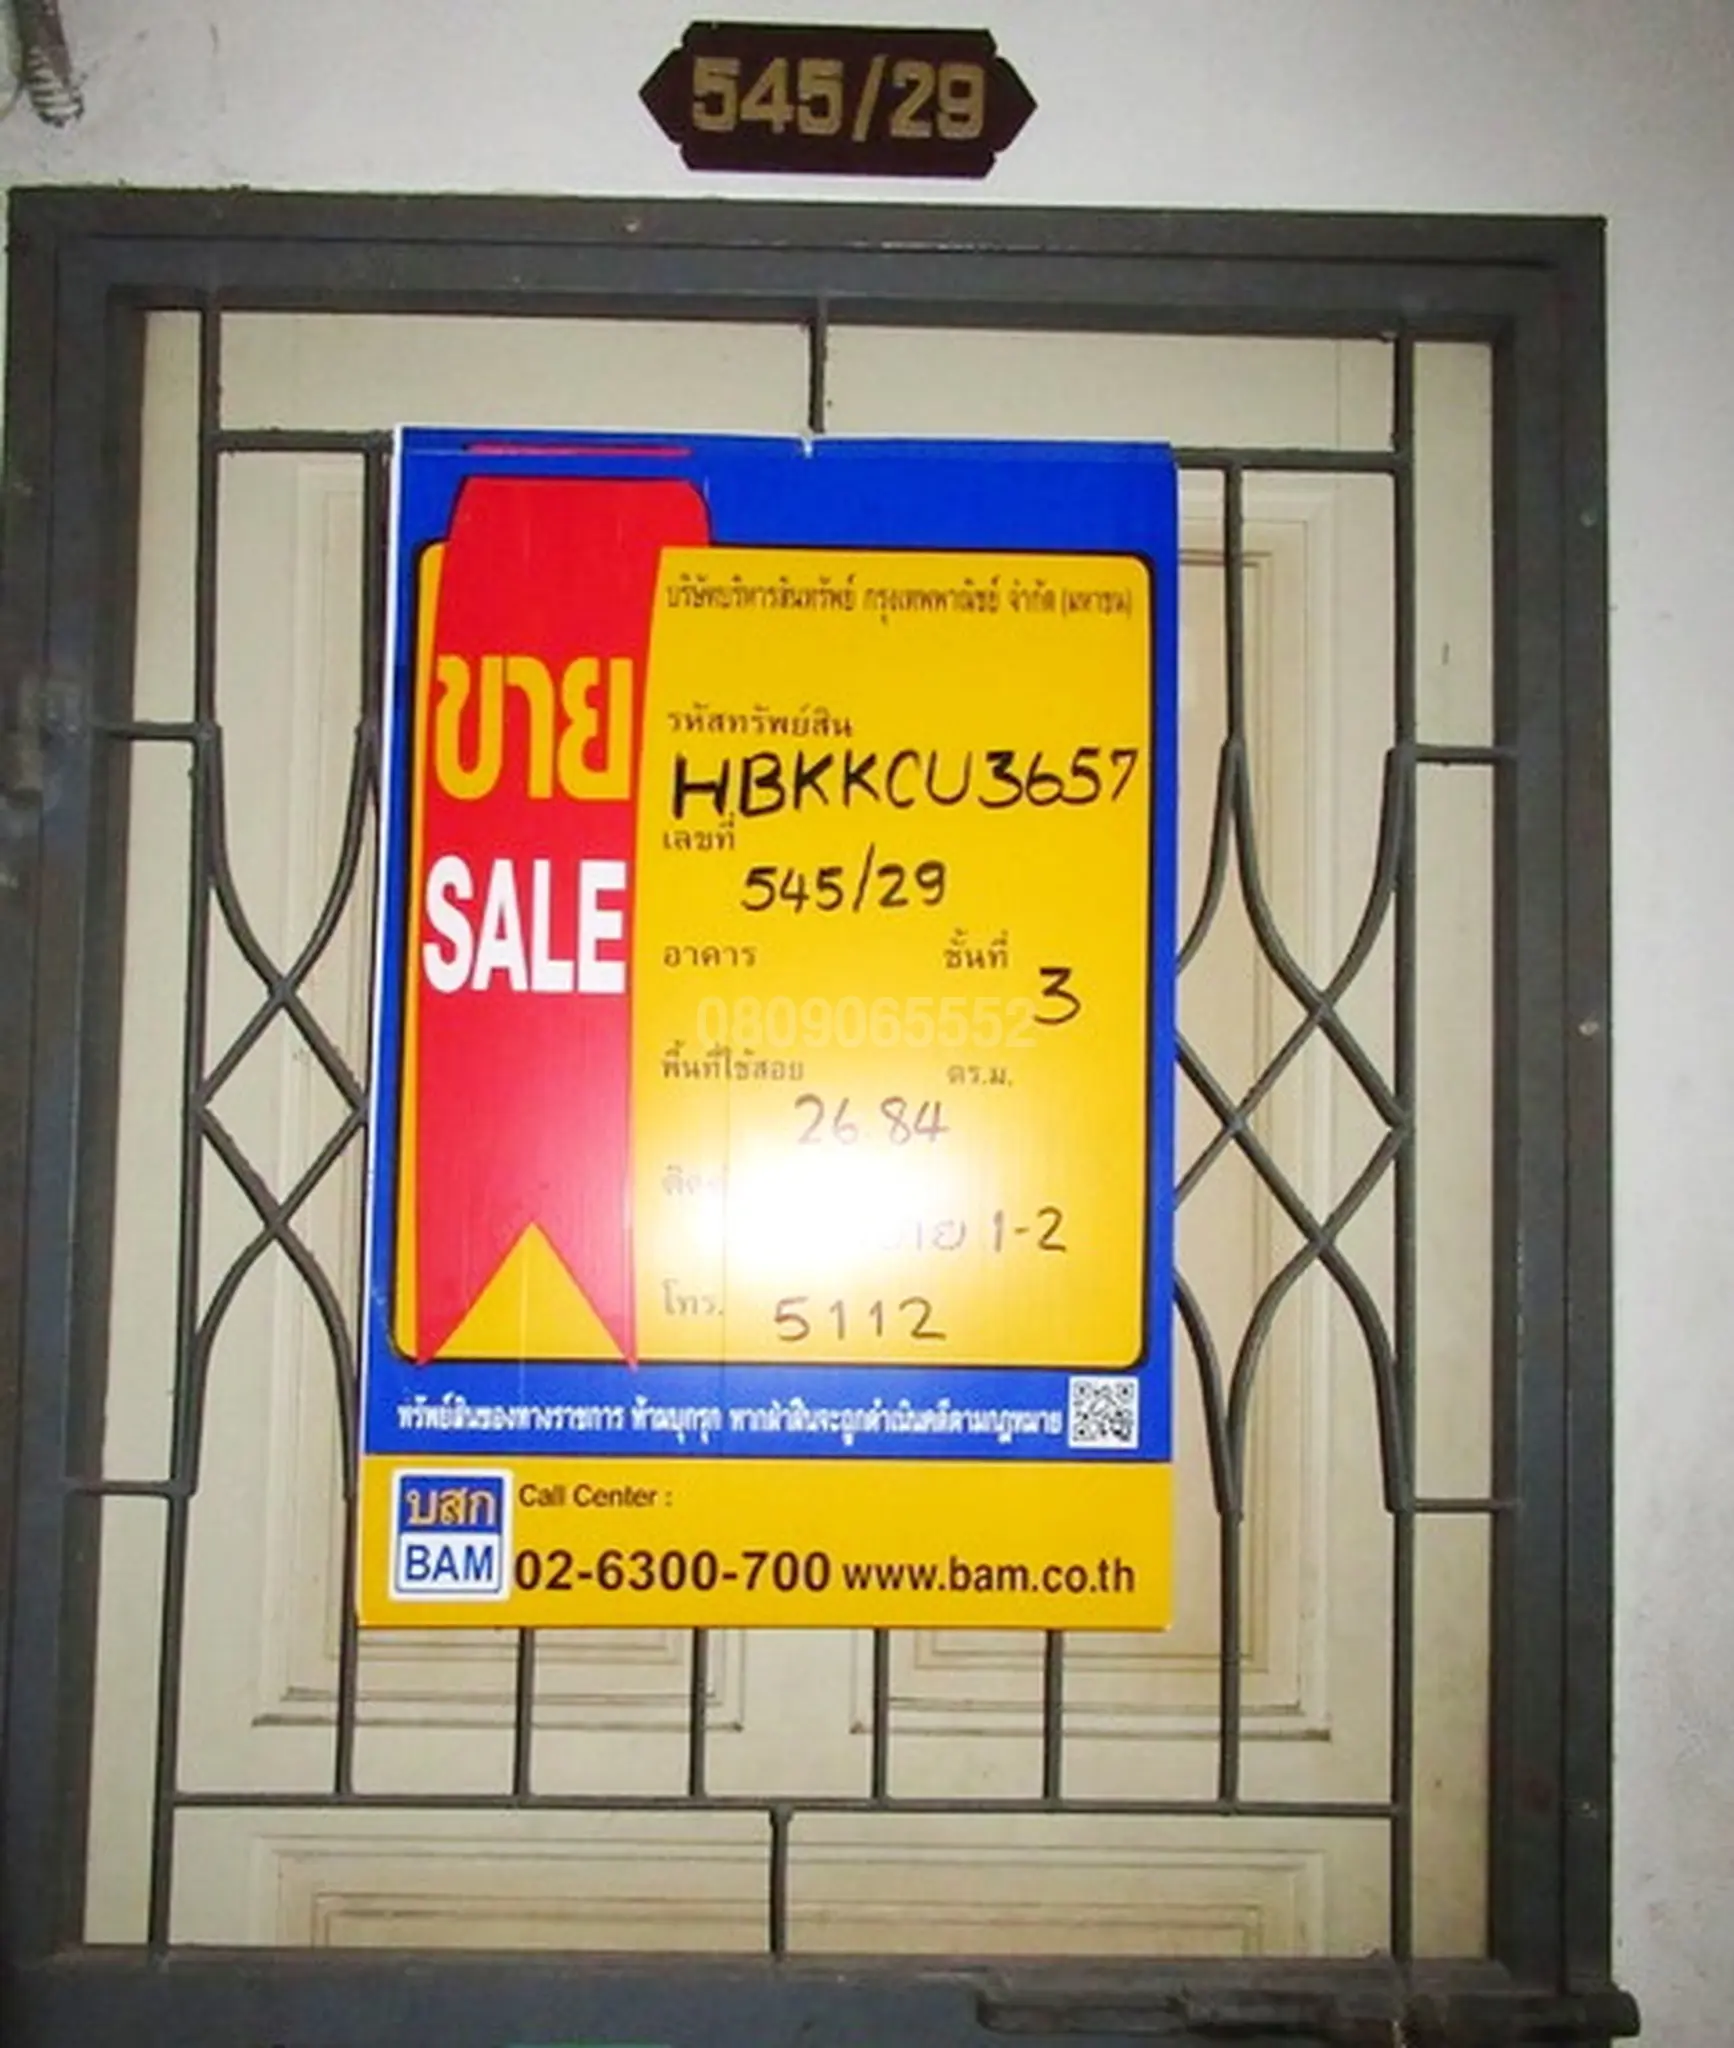 545/29
บริษัทบริหารสินทรัพย์ กรุงเทพพาณิชย์ จำกัด (มหาชน)
ขาย
SALE
รหัสทรัพย์สิน
HBKKCU3657
เลขที่
545/29
อาคาร ชั้นที่
3
0809065552
พื้นที่ใช้สอย ตร.ม.
26.84
1-2
โทร. 5112
ทรัพย์สินของทางราชการ ห้ามบุกรุก หากฝ่าฝืนจะถูกดำเนินคดีตามกฎหมาย
บสก
BAM
Call Center :
02-6300-700 www.bam.co.th